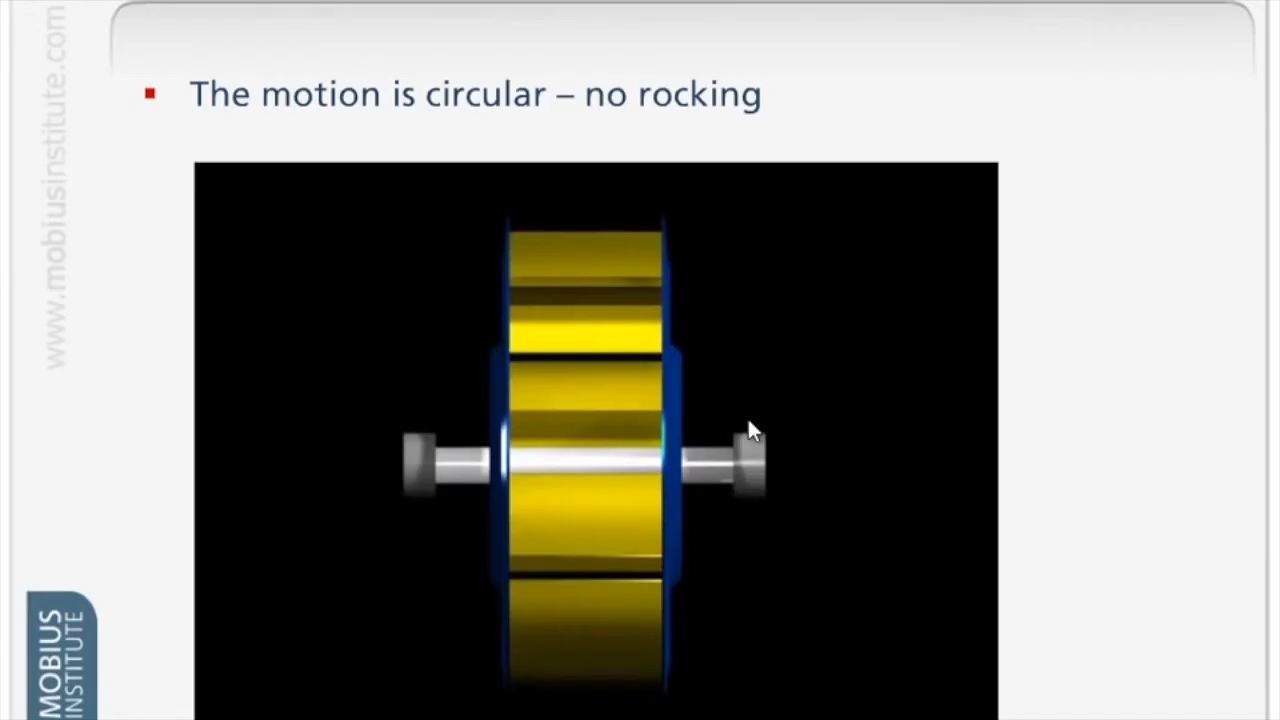 The motion is circular – no rocking
www.mobiusinstitute.com
MOBIUS
INSTITUTE